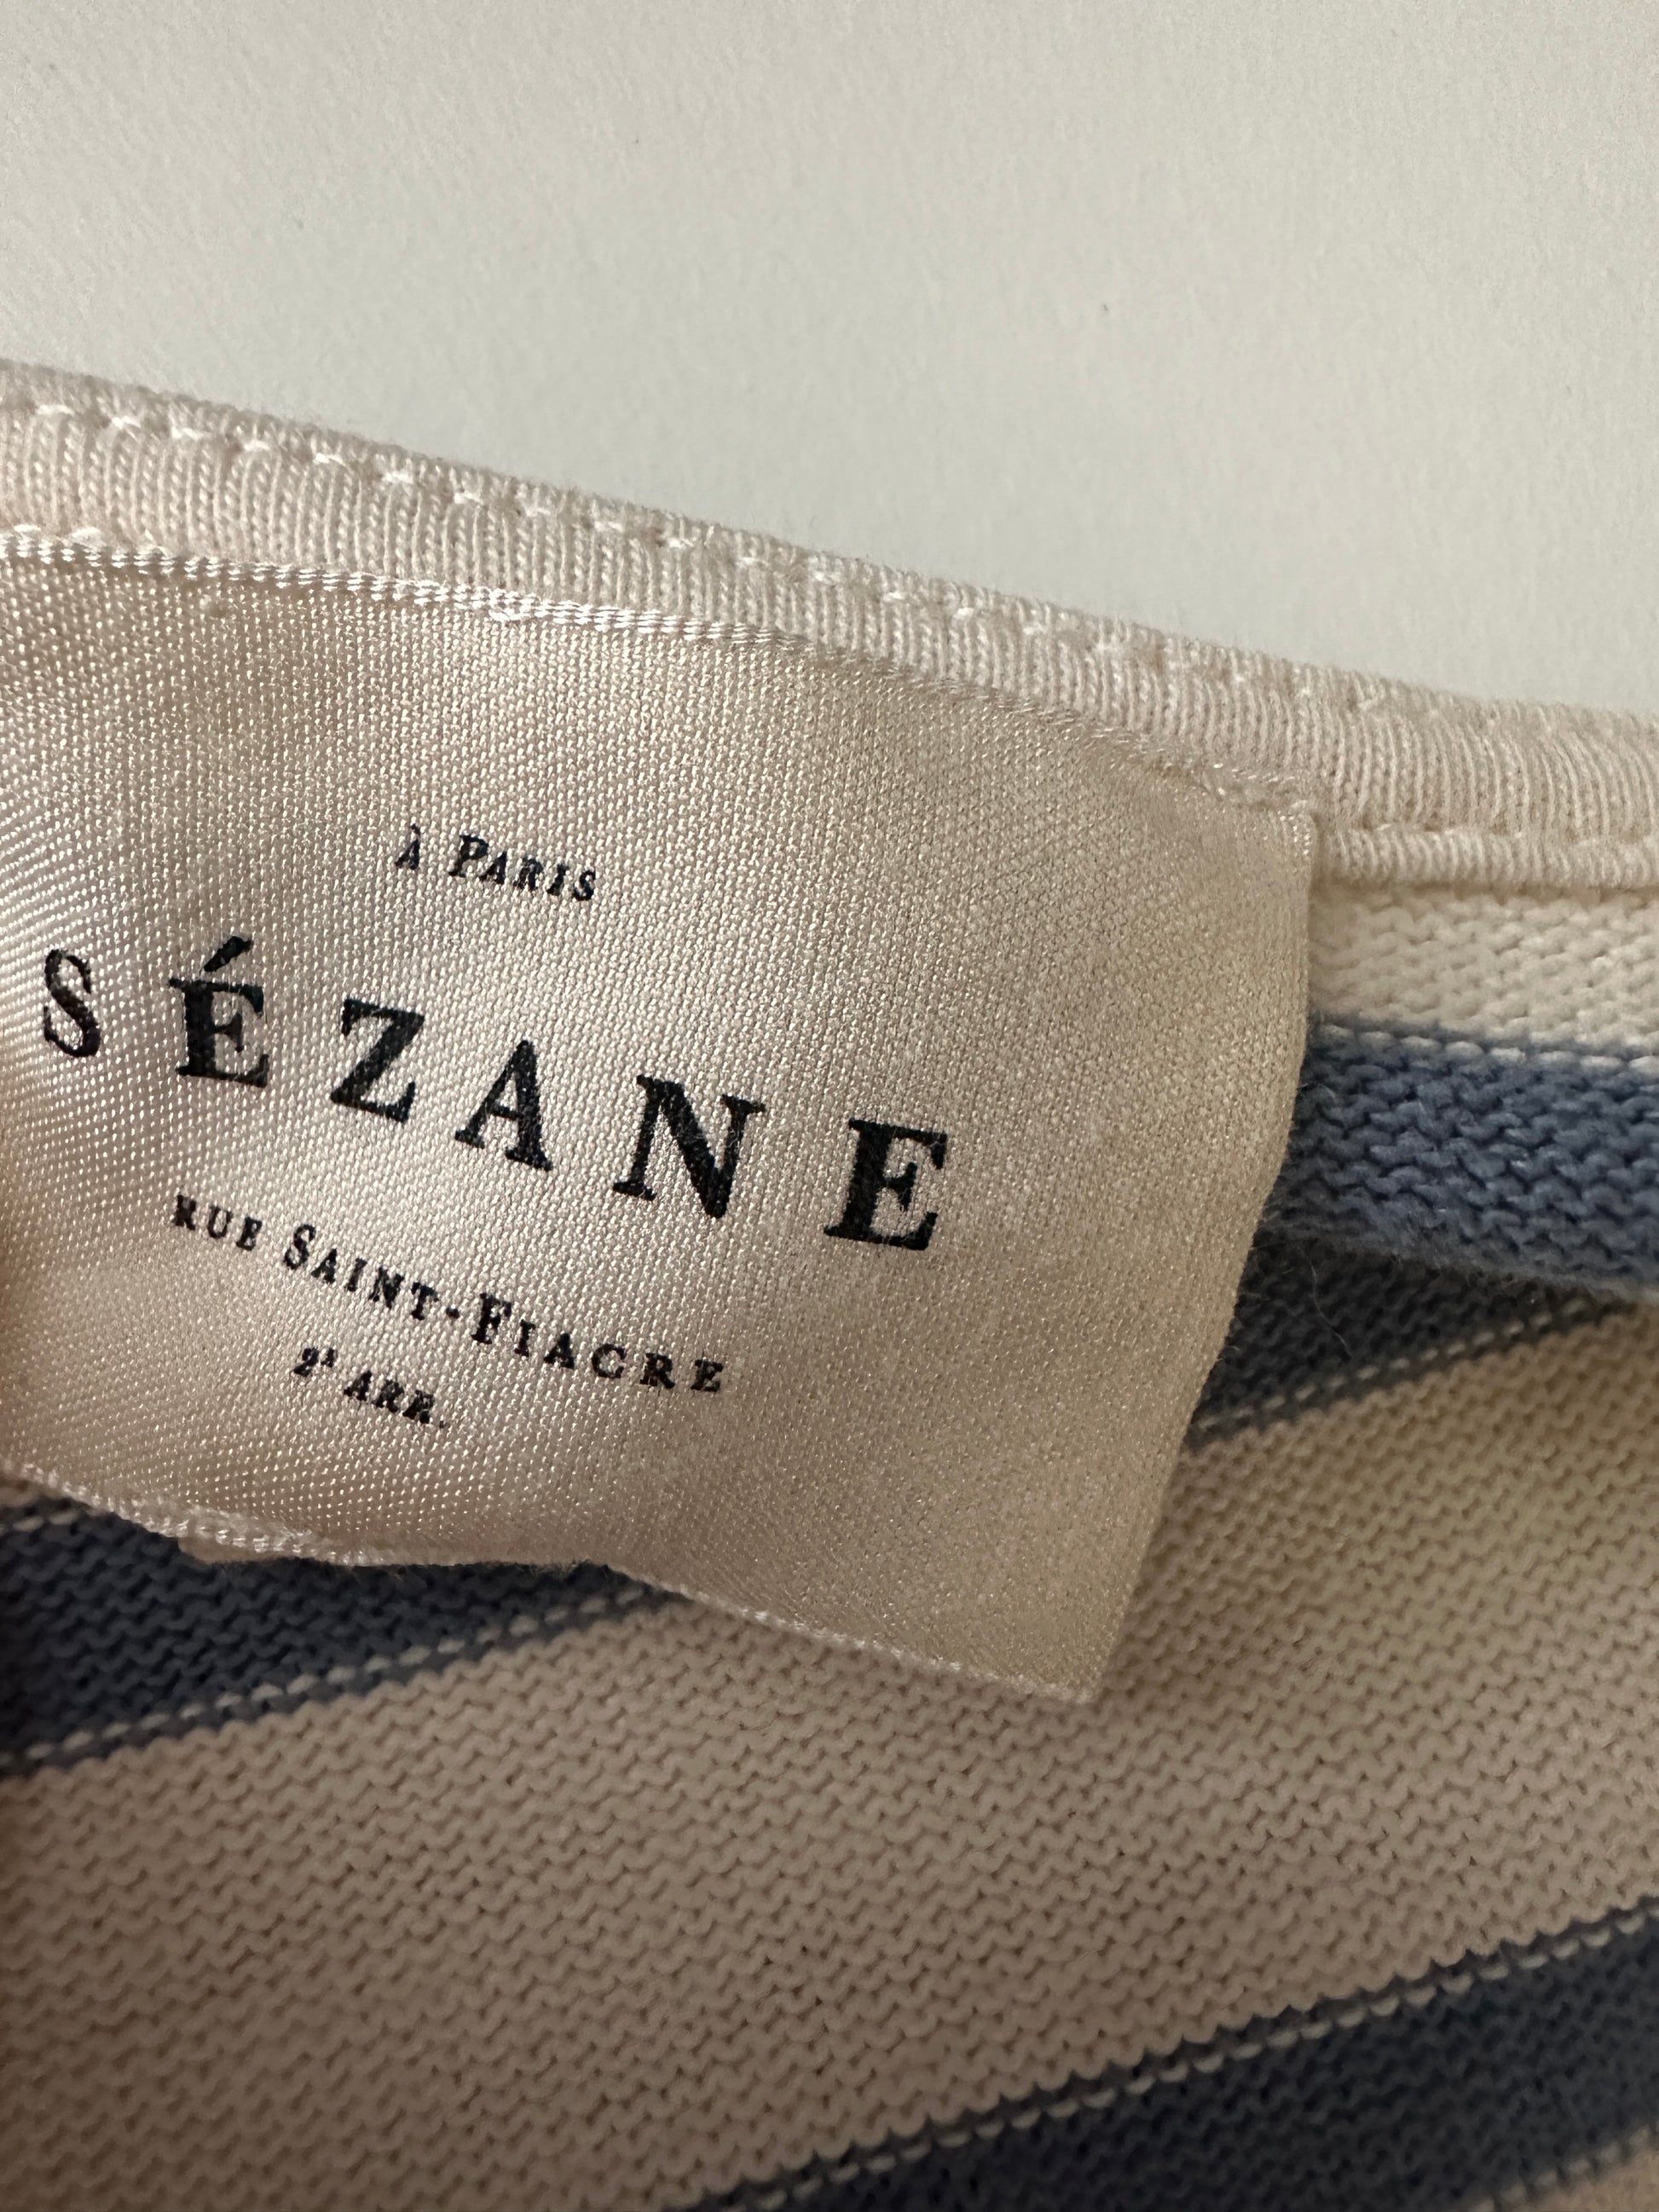 À PARIS
SÉZANE
RUE SAINT-FIACRE
2E ARR.